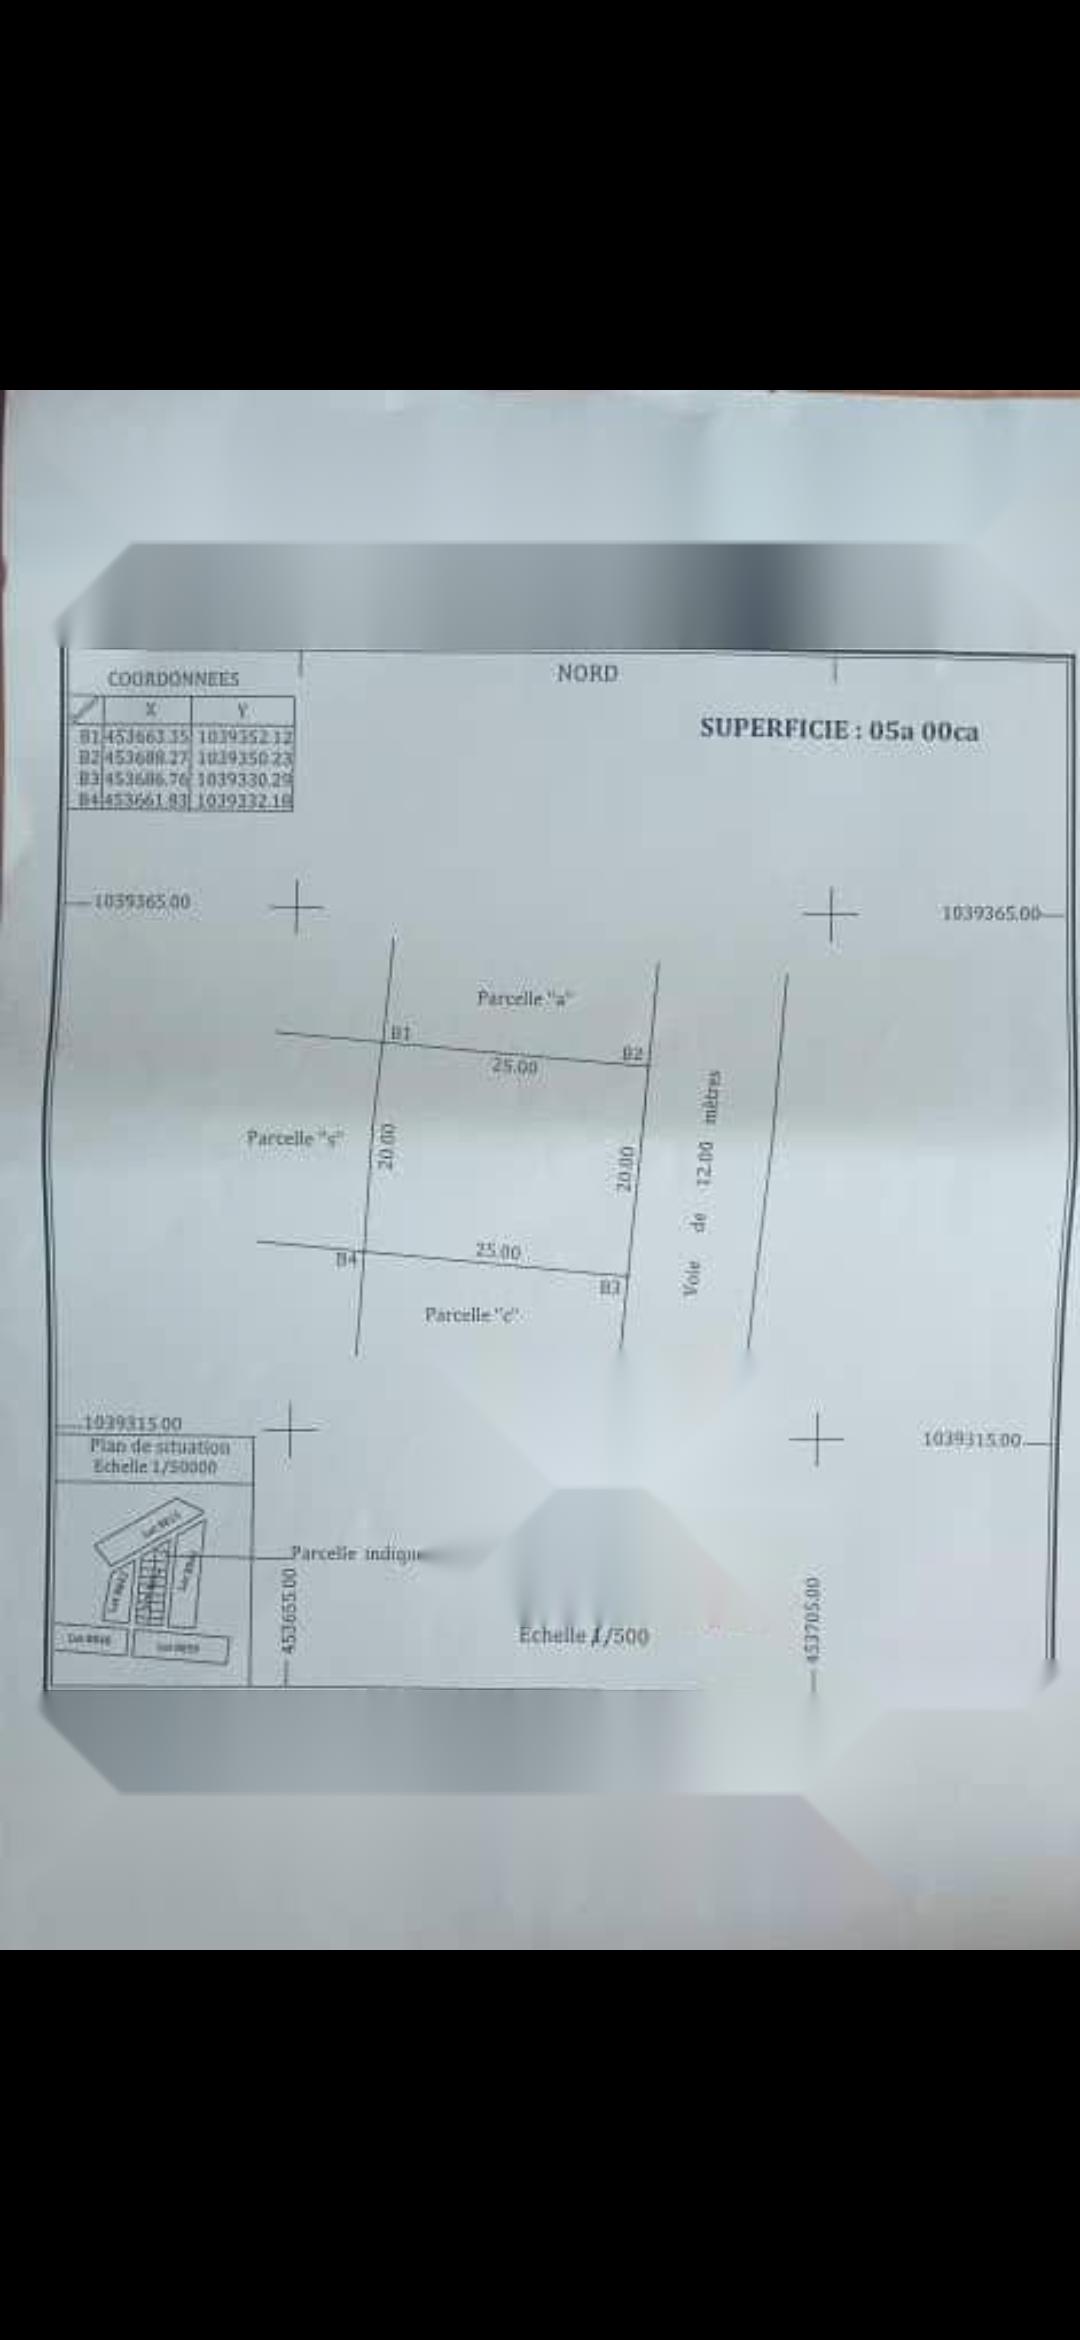 COORDONNEES
NORD
X Y
B1 453663.35 1039352.12
B2 453688.27 1039350.23
B3 453686.76 1039330.29
B4 453661.83 1039332.18
SUPERFICIE : 05a 00ca
1039365.00
1039365.00
Parcelle "a"
B1
B2
25.00
Parcelle "s"
20.00
20.00
Voie de 12.00 mètres
B4
25.00
B3
Parcelle "c"
1039315.00
1039315.00
Plan de situation
Echelle 1/50000
Parcelle
453655.00
453705.00
Echelle 1/500